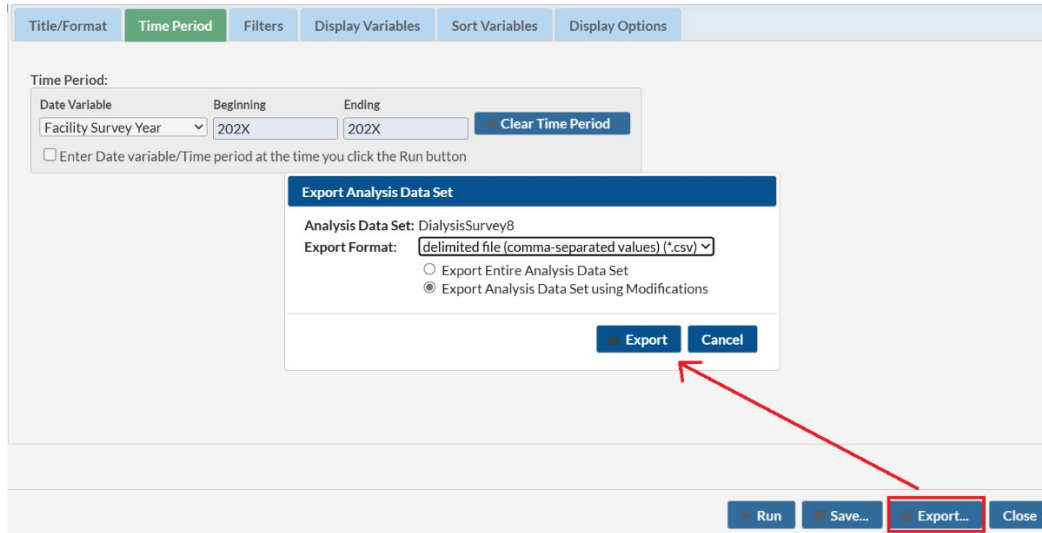 Title/Format Time Period Filters Display Variables Sort Variables Display Options
Time Period:
Date Variable Beginning Ending
Facility Survey Year 202X 202X Clear Time Period
Enter Date variable/Time period at the time you click the Run button
Export Analysis Data Set
Analysis Data Set: DialysisSurvey8
Export Format: delimited file (comma-separated values) (*.csv)
Export Entire Analysis Data Set
Export Analysis Data Set using Modifications
Export Cancel
Run Save... Export... Close